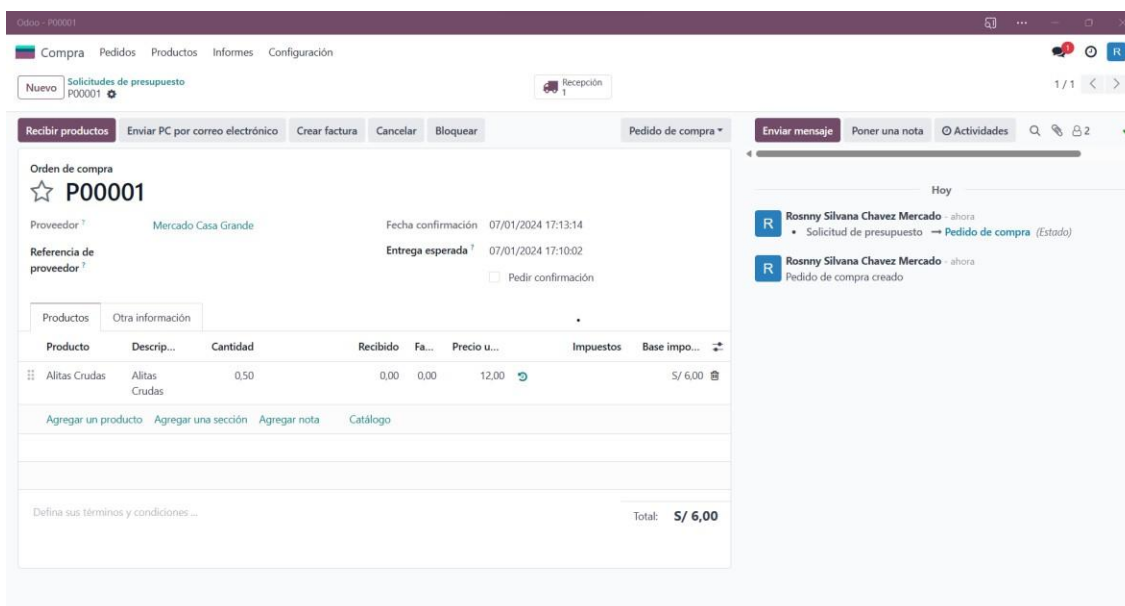 Odoo - P00001
Compra Pedidos Productos Informes Configuración
1
R
Nuevo
Solicitudes de presupuesto
P00001
Recepción
1
1 / 1
Recibir productos Enviar PC por correo electrónico Crear factura Cancelar Bloquear Pedido de compra
Enviar mensaje Poner una nota Actividades 2
Orden de compra
P00001
Proveedor ? Mercado Casa Grande
Fecha confirmación 07/01/2024 17:13:14
Referencia de
proveedor ?
Entrega esperada ? 07/01/2024 17:10:02
Pedir confirmación
Productos Otra información
Producto Descrip... Cantidad Recibido Fa... Precio u... Impuestos Base impo...
Alitas Crudas Alitas
Crudas 0,50 0,00 0,00 12,00 S/ 6,00
Agregar un producto Agregar una sección Agregar nota Catálogo
Defina sus términos y condiciones ...
Total: S/ 6,00
Hoy
R
Rosnny Silvana Chavez Mercado - ahora
• Solicitud de presupuesto → Pedido de compra (Estado)
R
Rosnny Silvana Chavez Mercado - ahora
Pedido de compra creado